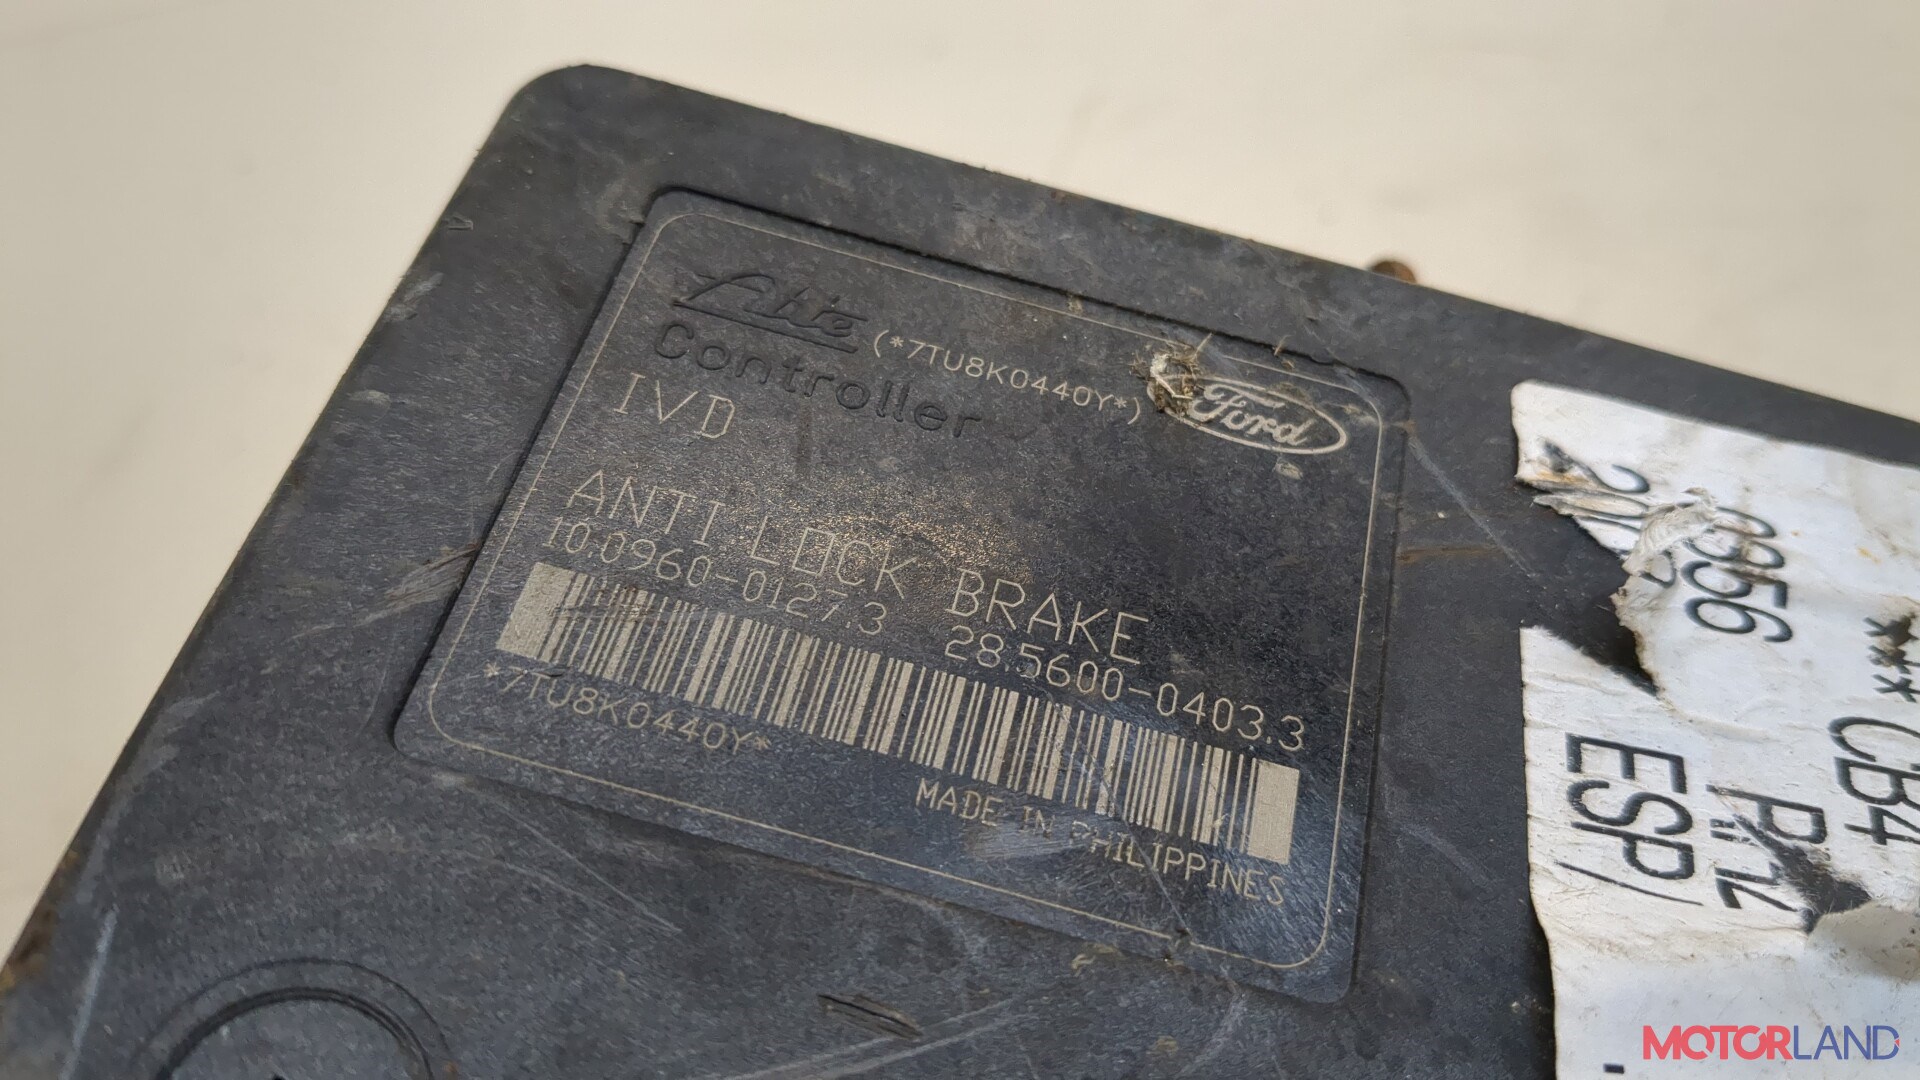 Ate
Controller
(*7TU8K0440Y*)
Ford
IVD
ANTI LOCK BRAKE
10.0960-0127.3 28.5600-0403.3
*7TU8K0440Y*
MADE IN PHILIPPINES
0356
CB4
ESP)
MOTORLAND